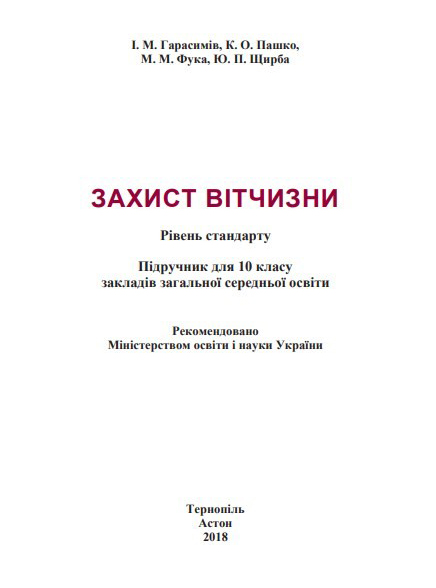 І. М. Гарасимів, К. О. Пашко,
М. М. Фука, Ю. П. Щирба
ЗАХИСТ ВІТЧИЗНИ
Рівень стандарту
Підручник для 10 класу
закладів загальної середньої освіти
Рекомендовано
Міністерством освіти і науки України
Тернопіль
Астон
2018